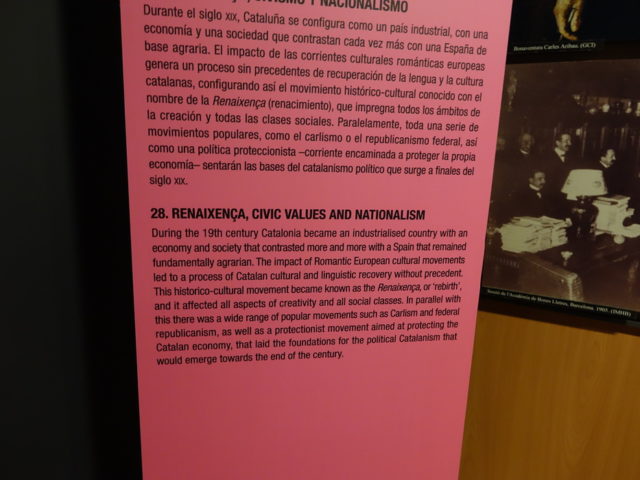 CIVISMO Y NACIONALISMO
Durante el siglo XIX, Cataluña se configura como un país industrial, con una
economía y una sociedad que contrastan cada vez más con una España de
base agraria. El impacto de las corrientes culturales románticas europeas
genera un proceso sin precedentes de recuperación de la lengua y la cultura
catalanas, configurando así el movimiento histórico-cultural conocido con el
nombre de la Renaixença (renacimiento), que impregna todos los ámbitos de
la creación y todas las clases sociales. Paralelamente, toda una serie de
movimientos populares, como el carlismo o el republicanismo federal, así
como una política proteccionista –corriente encaminada a proteger la propia
economía– sentarán las bases del catalanismo político que surge a finales del
siglo XIX.
28. RENAIXENÇA, CIVIC VALUES AND NATIONALISM
During the 19th century Catalonia became an industrialised country with an
economy and society that contrasted more and more with a Spain that remained
fundamentally agrarian. The impact of Romantic European cultural movements
led to a process of Catalan cultural and linguistic recovery without precedent.
This historico-cultural movement became known as the Renaixença, or 'rebirth',
and it affected all aspects of creativity and all social classes. In parallel with
this there was a wide range of popular movements such as Carlism and federal
republicanism, as well as a protectionist movement aimed at protecting the
Catalan economy, that laid the foundations for the political Catalanism that
would emerge towards the end of the century.
Bonaventura Carles Aribau. (GCI)
Sessió de l'Acadèmia de Bones Lletres, Barcelona. 1905. (IMHB)